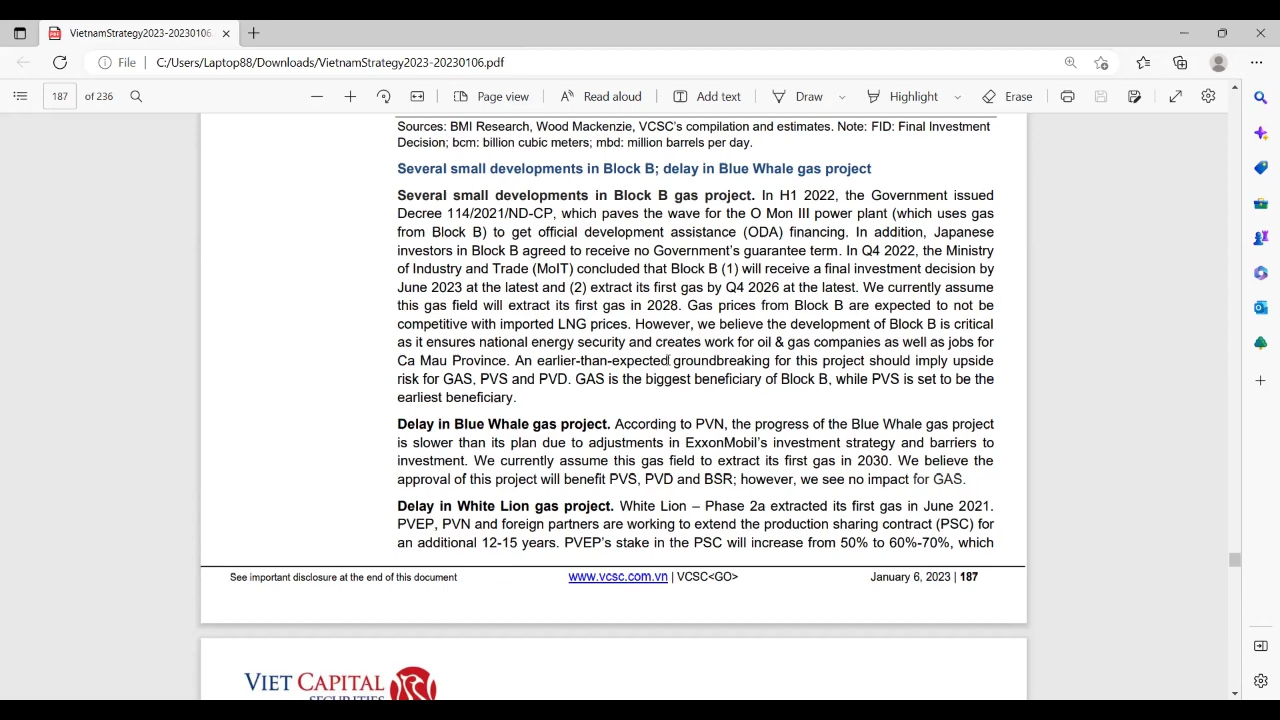 VietnamStrategy2023-20230106.
File
C:/Users/Laptop88/Downloads/VietnamStrategy2023-20230106.pdf
187 of 236
Page view
Read aloud
Add text
Draw
Highlight
Erase
Sources: BMI Research, Wood Mackenzie, VCSC's compilation and estimates. Note: FID: Final Investment
Decision; bcm: billion cubic meters; mbd: million barrels per day.
Several small developments in Block B; delay in Blue Whale gas project
Several small developments in Block B gas project. In H1 2022, the Government issued
Decree 114/2021/ND-CP, which paves the wave for the O Mon III power plant (which uses gas
from Block B) to get official development assistance (ODA) financing. In addition, Japanese
investors in Block B agreed to receive no Government's guarantee term. In Q4 2022, the Ministry
of Industry and Trade (MoIT) concluded that Block B (1) will receive a final investment decision by
June 2023 at the latest and (2) extract its first gas by Q4 2026 at the latest. We currently assume
this gas field will extract its first gas in 2028. Gas prices from Block B are expected to not be
competitive with imported LNG prices. However, we believe the development of Block B is critical
as it ensures national energy security and creates work for oil & gas companies as well as jobs for
Ca Mau Province. An earlier-than-expected groundbreaking for this project should imply upside
risk for GAS, PVS and PVD. GAS is the biggest beneficiary of Block B, while PVS is set to be the
earliest beneficiary.
Delay in Blue Whale gas project. According to PVN, the progress of the Blue Whale gas project
is slower than its plan due to adjustments in ExxonMobil's investment strategy and barriers to
investment. We currently assume this gas field to extract its first gas in 2030. We believe the
approval of this project will benefit PVS, PVD and BSR; however, we see no impact for GAS.
Delay in White Lion gas project. White Lion – Phase 2a extracted its first gas in June 2021.
PVEP, PVN and foreign partners are working to extend the production sharing contract (PSC) for
an additional 12-15 years. PVEP's stake in the PSC will increase from 50% to 60%-70%, which
See important disclosure at the end of this document
www.vcsc.com.vn | VCSC<GO>
January 6, 2023 | 187
VIET CAPITAL
SECURITIES